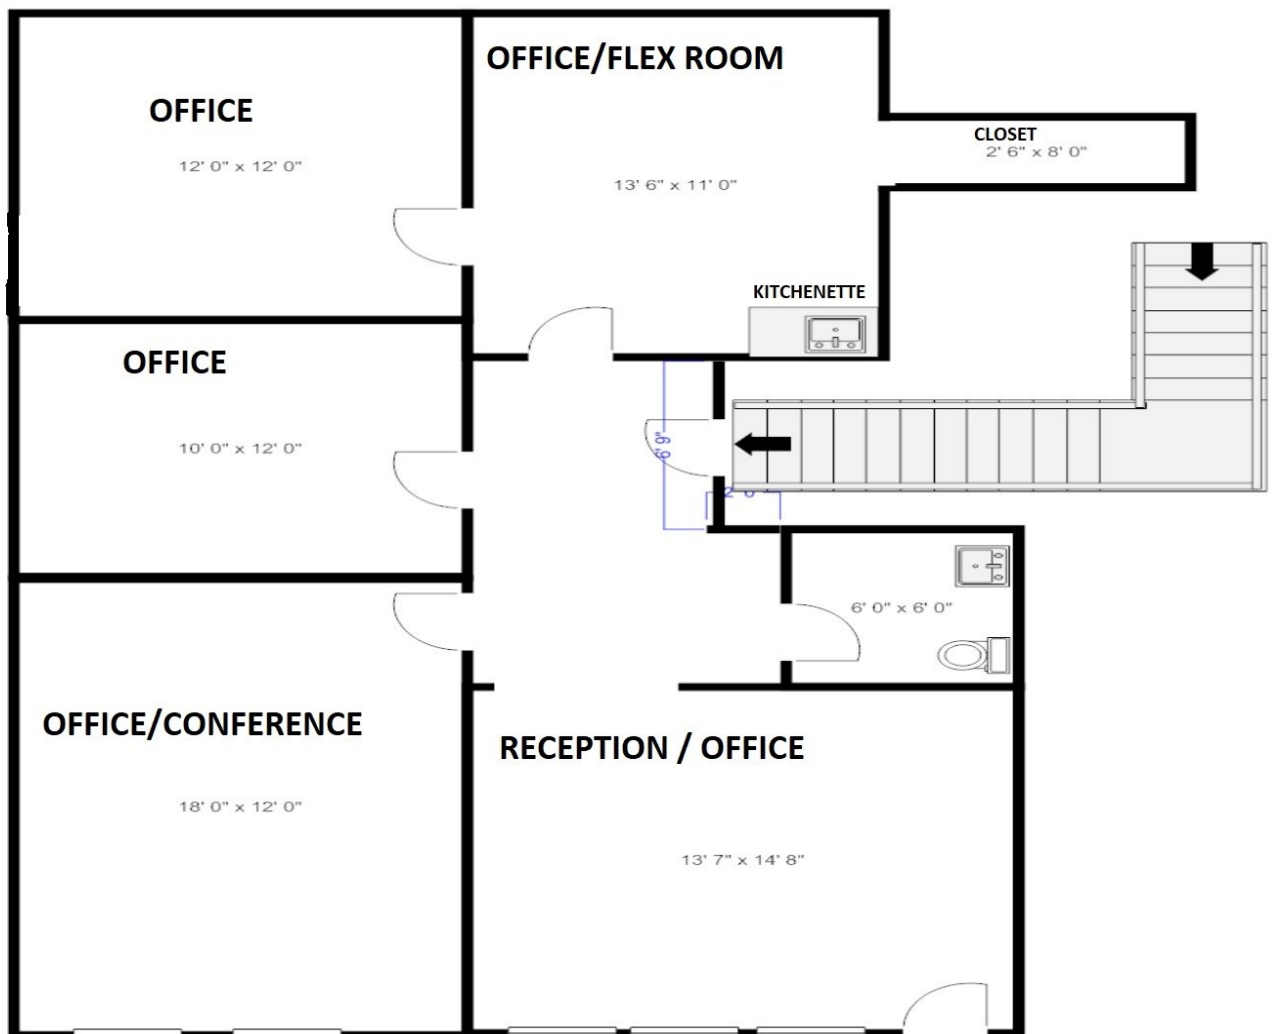 OFFICE/FLEX ROOM
OFFICE
12' 0" x 12' 0"
CLOSET
2' 6" x 8' 0"
13' 6" x 11' 0"
KITCHENETTE
OFFICE
10' 0" x 12' 0"
6' 9"
6' 0" x 6' 0"
OFFICE/CONFERENCE
18' 0" x 12' 0"
RECEPTION / OFFICE
13' 7" x 14' 8"